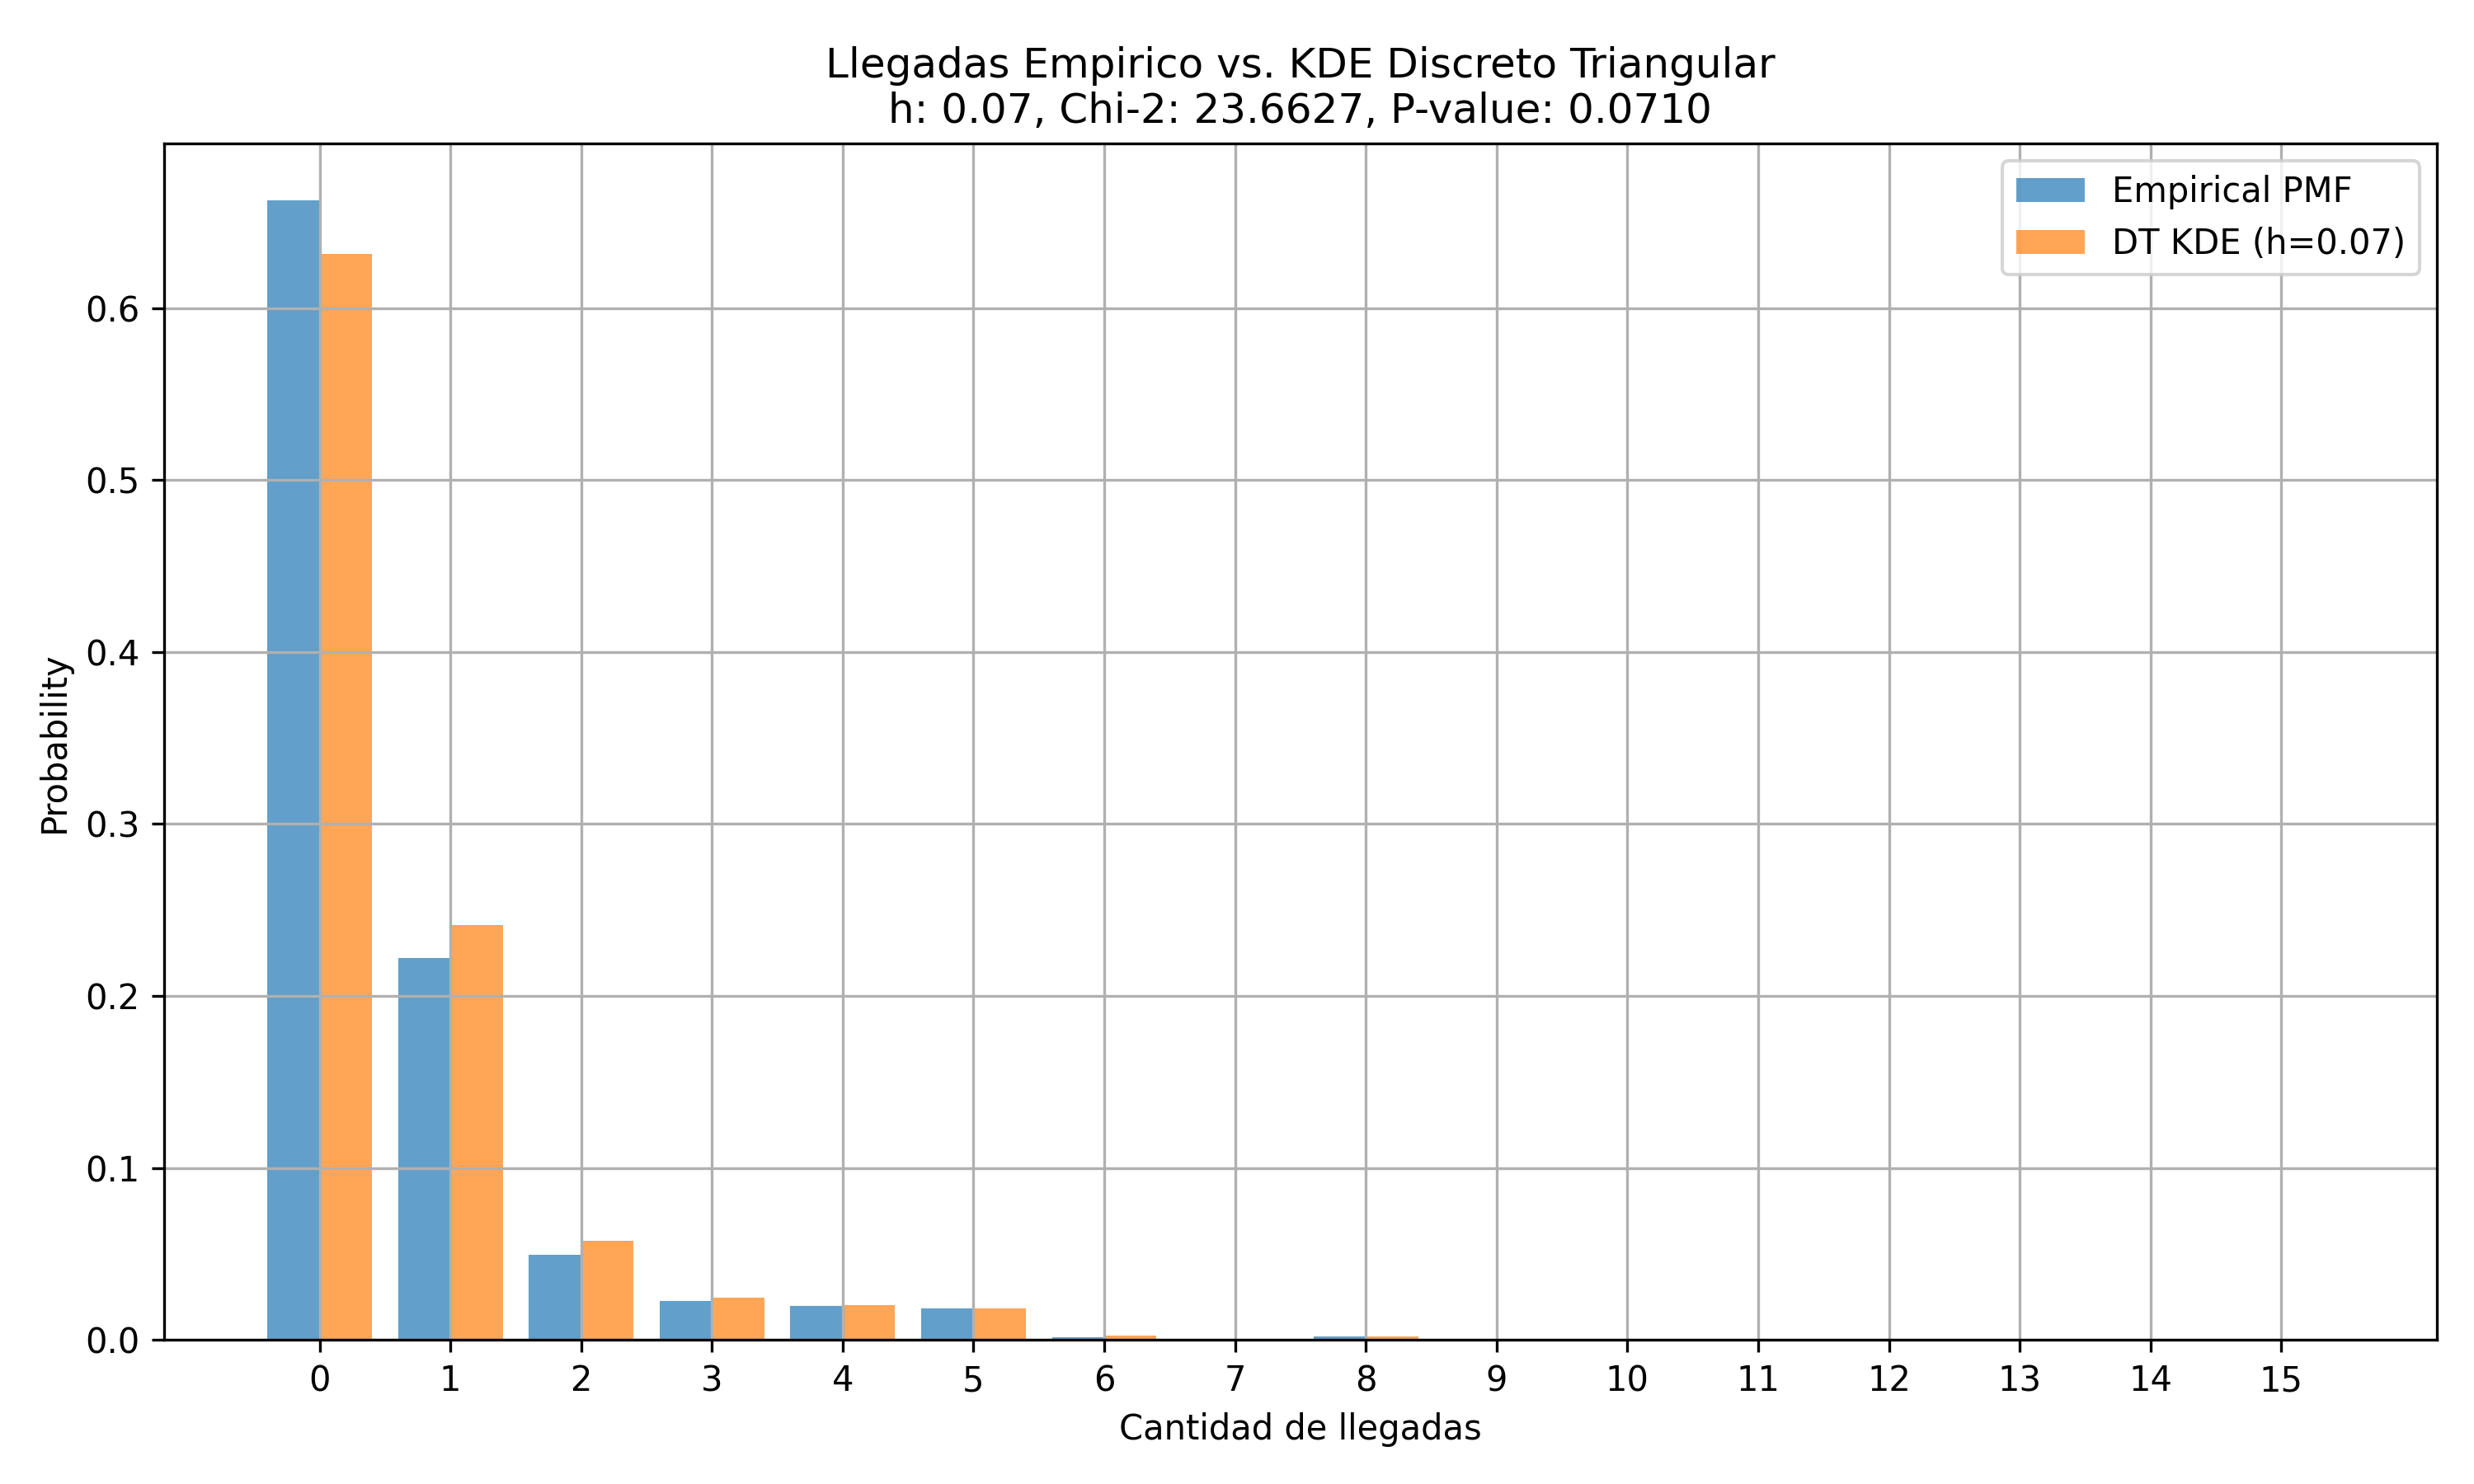 Llegadas Empirico vs. KDE Discreto Triangular
h: 0.07, Chi-2: 23.6627, P-value: 0.0710
Empirical PMF
DT KDE (h=0.07)
Probability
0.6
0.5
0.4
0.3
0.2
0.1
0.0
0 1 2 3 4 5 6 7 8 9 10 11 12 13 14 15
Cantidad de llegadas